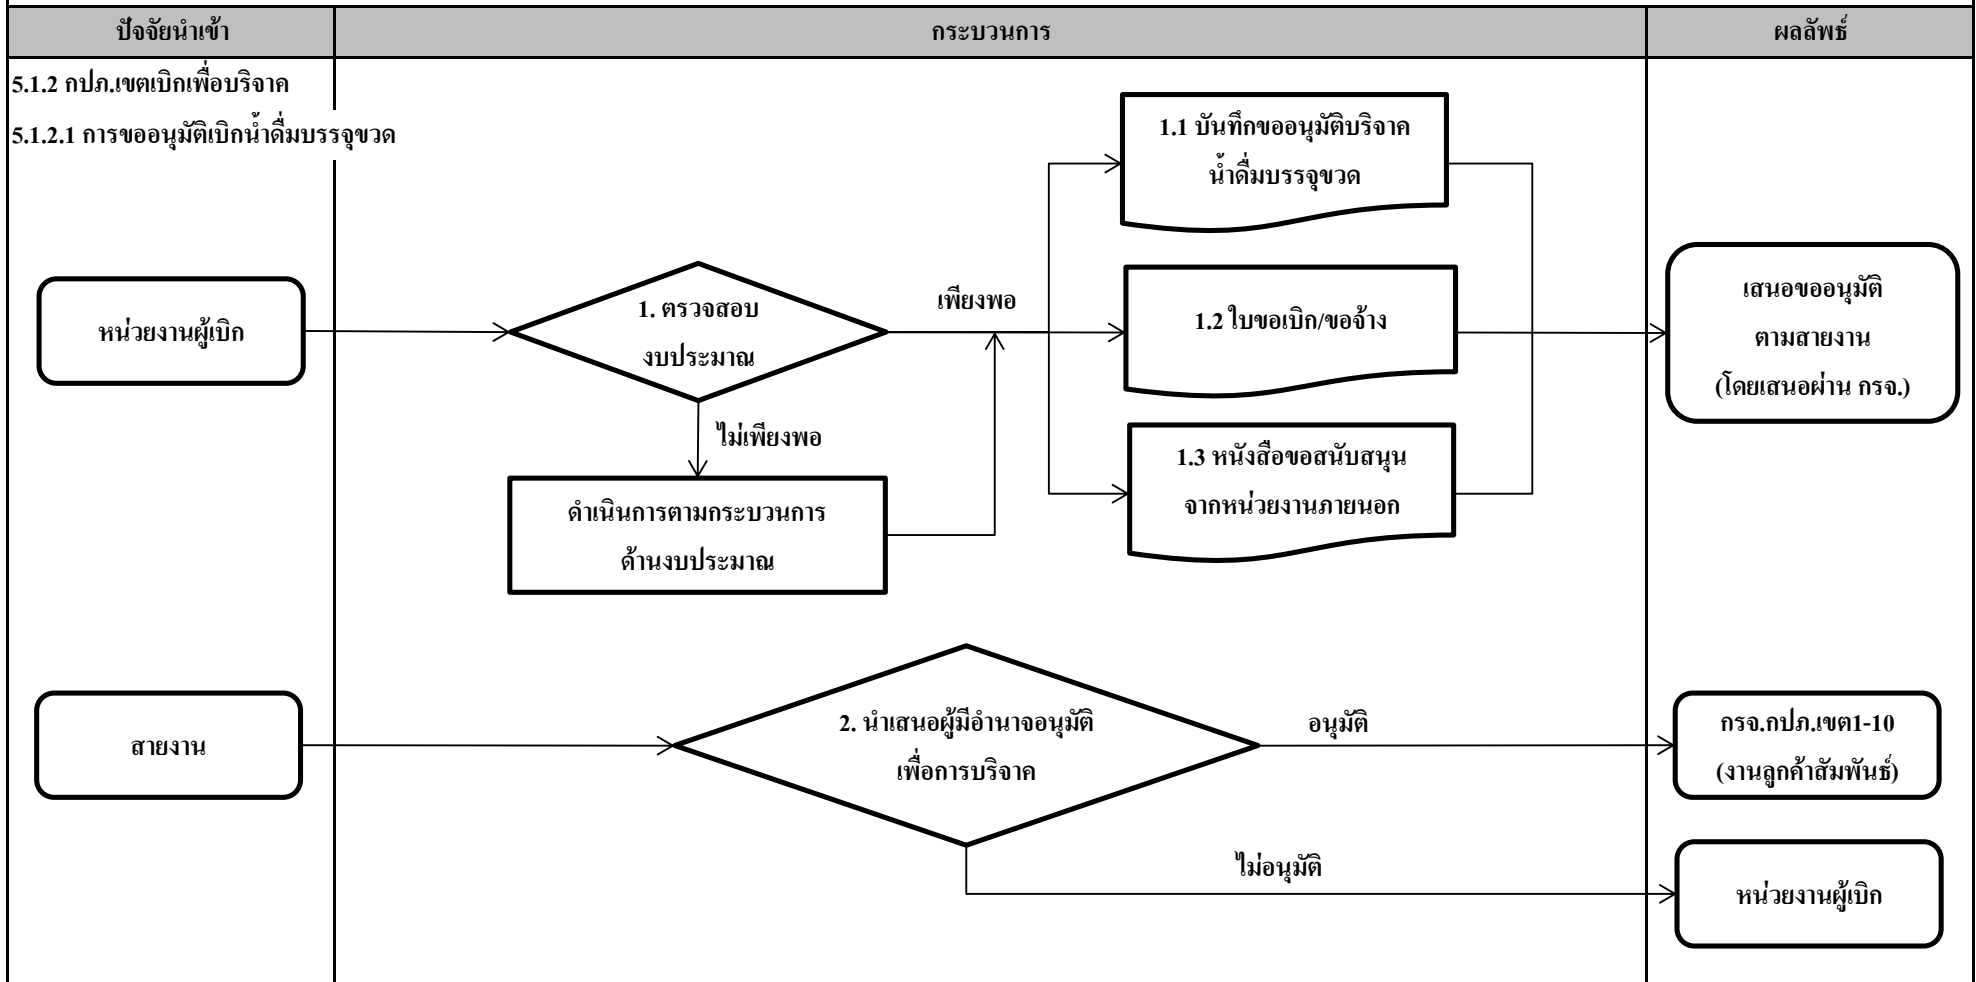 ปัจจัยนำเข้า
กระบวนการ
ผลลัพธ์
5.1.2 กปภ.เขตเบิกเพื่อบริจาค
5.1.2.1 การขออนุมัติเบิกน้ำดื่มบรรจุขวด
1.1 บันทึกขออนุมัติบริจาค
น้ำดื่มบรรจุขวด
หน่วยงานผู้เบิก
1. ตรวจสอบ
งบประมาณ
เพียงพอ
1.2 ใบขอเบิก/ขอจ้าง
เสนอขออนุมัติ
ตามสายงาน
(โดยเสนอผ่าน กรจ.)
ไม่เพียงพอ
1.3 หนังสือขอสนับสนุน
จากหน่วยงานภายนอก
ดำเนินการตามกระบวนการ
ด้านงบประมาณ
สายงาน
2. นำเสนอผู้มีอำนาจอนุมัติ
เพื่อการบริจาค
อนุมัติ
กรจ.กปภ.เขต1-10
(งานลูกค้าสัมพันธ์)
ไม่อนุมัติ
หน่วยงานผู้เบิก